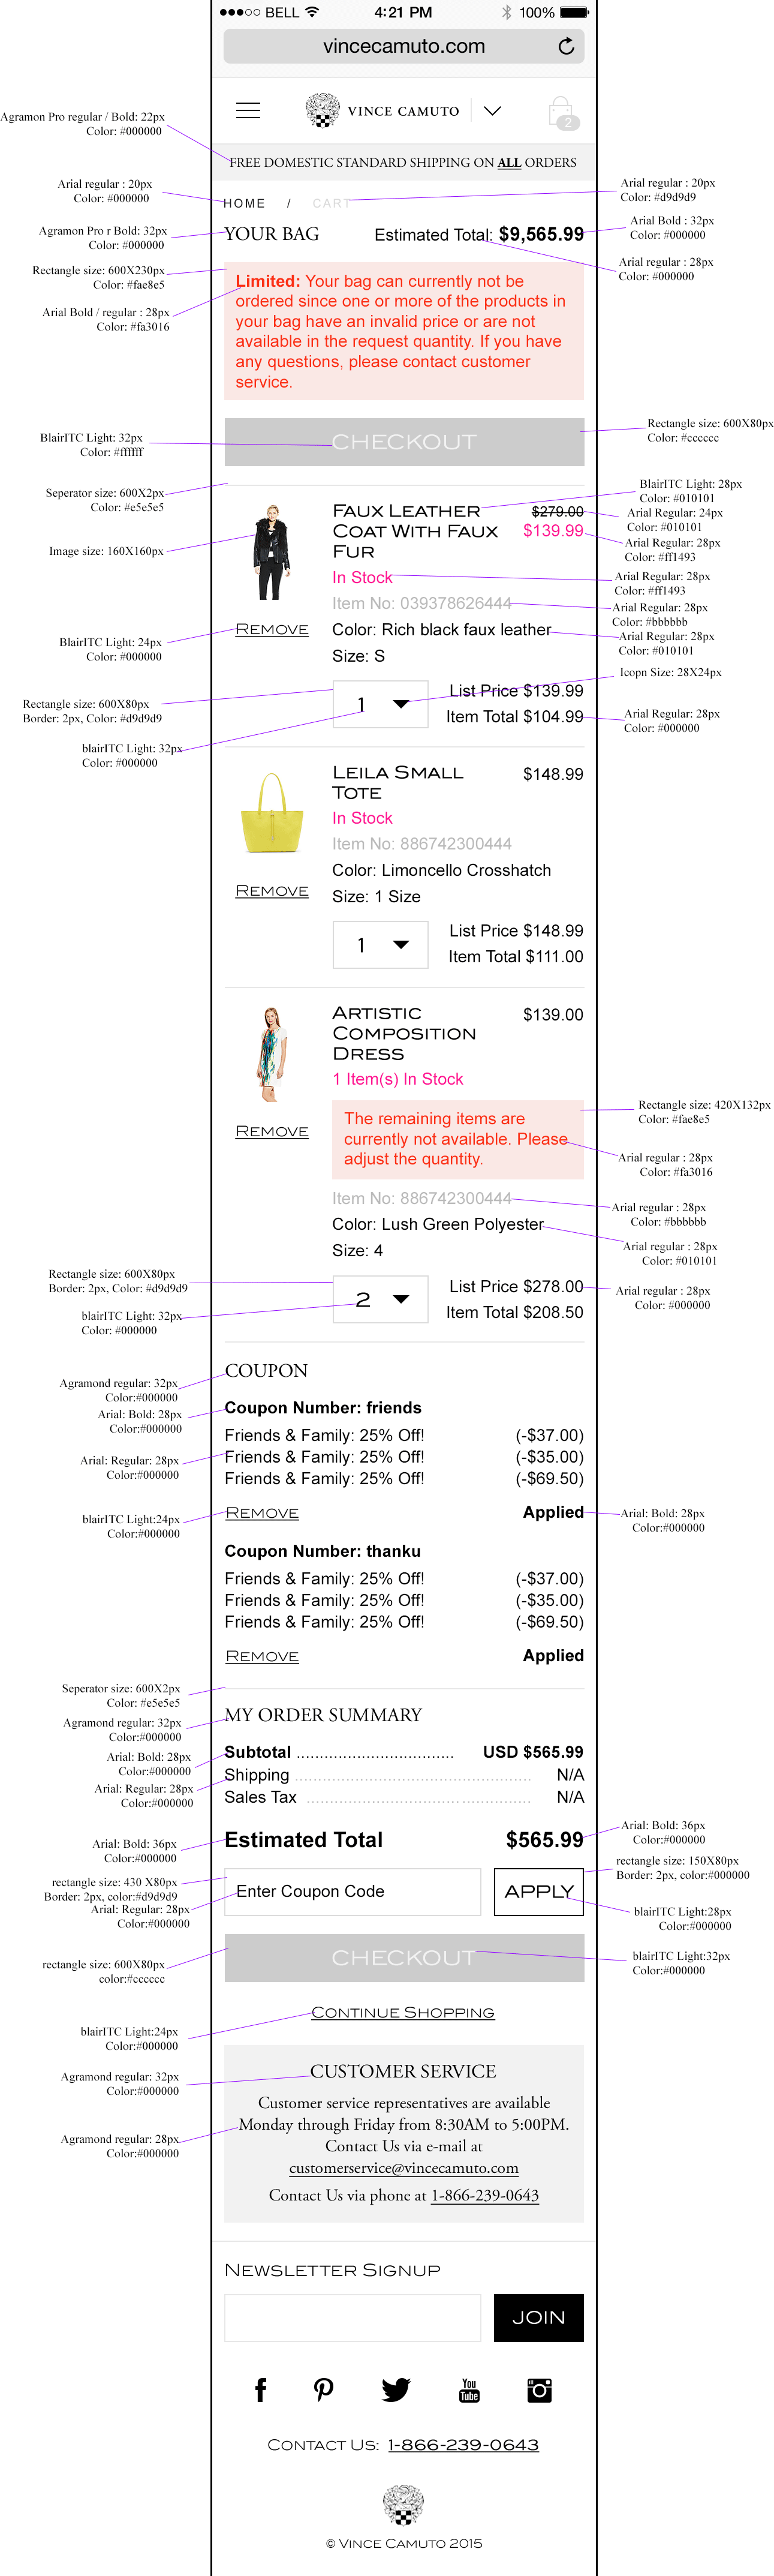 BELL
4:21 PM
100%
vincecamuto.com
VINCE CAMUTO
2
Agramon Pro regular / Bold: 22px
Color: #000000
FREE DOMESTIC STANDARD SHIPPING ON ALL ORDERS
Arial regular : 20px
Color: #000000
HOME / CART
Arial regular : 20px
Color: #d9d9d9
Agramon Pro r Bold: 32px
Color: #000000
YOUR BAG
Estimated Total: $9,565.99
Arial Bold : 32px
Color: #000000
Arial regular : 28px
Color: #000000
Rectangle size: 600X230px
Color: #fae8e5
Arial Bold / regular : 28px
Color: #fa3016
Limited: Your bag can currently not be
ordered since one or more of the products in
your bag have an invalid price or are not
available in the request quantity. If you have
any questions, please contact customer
service.
BlairITC Light: 32px
Color: #ffffff
CHECKOUT
Rectangle size: 600X80px
Color: #cccccc
Seperator size: 600X2px
Color: #e5e5e5
Image size: 160X160px
FAUX LEATHER
COAT WITH FAUX
FUR
$279.00
$139.99
BlairITC Light: 28px
Color: #010101
Arial Regular: 24px
Color: #010101
Arial Regular: 28px
Color: #ff1493
In Stock
Arial Regular: 28px
Color: #ff1493
Item No: 039378626444
Arial Regular: 28px
Color: #bbbbbb
BlairITC Light: 24px
Color: #000000
REMOVE
Color: Rich black faux leather
Arial Regular: 28px
Color: #010101
Size: S
Icopn Size: 28X24px
Rectangle size: 600X80px
Border: 2px, Color: #d9d9d9
1
List Price $139.99
Item Total $104.99
Arial Regular: 28px
Color: #000000
blairITC Light: 32px
Color: #000000
LEILA SMALL
TOTE
$148.99
In Stock
Item No: 886742300444
Color: Limoncello Crosshatch
REMOVE
Size: 1 Size
1
List Price $148.99
Item Total $111.00
ARTISTIC
COMPOSITION
DRESS
$139.00
1 Item(s) In Stock
REMOVE
The remaining items are
currently not available. Please
adjust the quantity.
Rectangle size: 420X132px
Color: #fae8e5
Arial regular : 28px
Color: #fa3016
Item No: 886742300444
Arial regular : 28px
Color: #bbbbbb
Color: Lush Green Polyester
Arial regular : 28px
Color: #010101
Size: 4
Rectangle size: 600X80px
Border: 2px, Color: #d9d9d9
2
List Price $278.00
Item Total $208.50
Arial regular : 28px
Color: #000000
blairITC Light: 32px
Color: #000000
COUPON
Agramond regular: 32px
Color:#000000
Coupon Number: friends
Arial: Bold: 28px
Color:#000000
Friends & Family: 25% Off! (-$37.00)
Friends & Family: 25% Off! (-$35.00)
Friends & Family: 25% Off! (-$69.50)
Arial: Regular: 28px
Color:#000000
REMOVE
Applied
blairITC Light:24px
Color:#000000
Arial: Bold: 28px
Color:#000000
Coupon Number: thanku
Friends & Family: 25% Off! (-$37.00)
Friends & Family: 25% Off! (-$35.00)
Friends & Family: 25% Off! (-$69.50)
REMOVE
Applied
Seperator size: 600X2px
Color: #e5e5e5
MY ORDER SUMMARY
Agramond regular: 32px
Color:#000000
Subtotal .................................. USD $565.99
Arial: Bold: 28px
Color:#000000
Shipping .................................. N/A
Arial: Regular: 28px
Color:#000000
Sales Tax .................................. N/A
Estimated Total $565.99
Arial: Bold: 36px
Color:#000000
Arial: Bold: 36px
Color:#000000
Enter Coupon Code
APPLY
rectangle size: 430 X80px
Border: 2px, color:#d9d9d9
Arial: Regular: 28px
Color:#000000
rectangle size: 150X80px
Border: 2px, color:#000000
blairITC Light:28px
Color:#000000
CHECKOUT
rectangle size: 600X80px
color:#cccccc
blairITC Light:32px
Color:#000000
CONTINUE SHOPPING
blairITC Light:24px
Color:#000000
CUSTOMER SERVICE
Agramond regular: 32px
Color:#000000
Customer service representatives are available
Monday through Friday from 8:30AM to 5:00PM.
Contact Us via e-mail at
customerservice@vincecamuto.com
Contact Us via phone at 1-866-239-0643
Agramond regular: 28px
Color:#000000
NEWSLETTER SIGNUP
JOIN
You
Tube
CONTACT US: 1-866-239-0643
© VINCE CAMUTO 2015